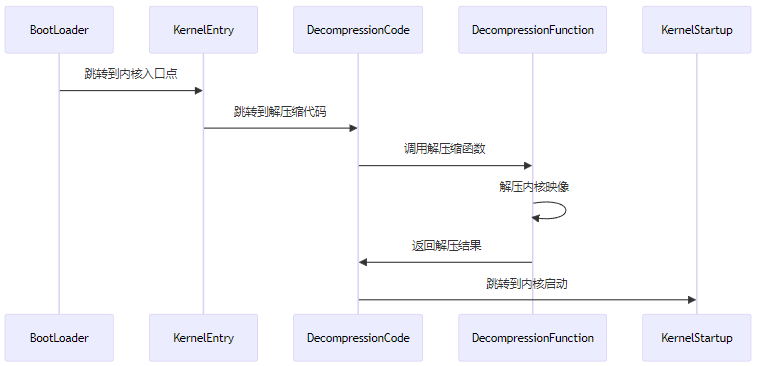 BootLoader
KernelEntry
DecompressionCode
DecompressionFunction
KernelStartup
跳转到内核入口点
跳转到解压缩代码
调用解压缩函数
解压内核映像
返回解压结果
跳转到内核启动
BootLoader
KernelEntry
DecompressionCode
DecompressionFunction
KernelStartup